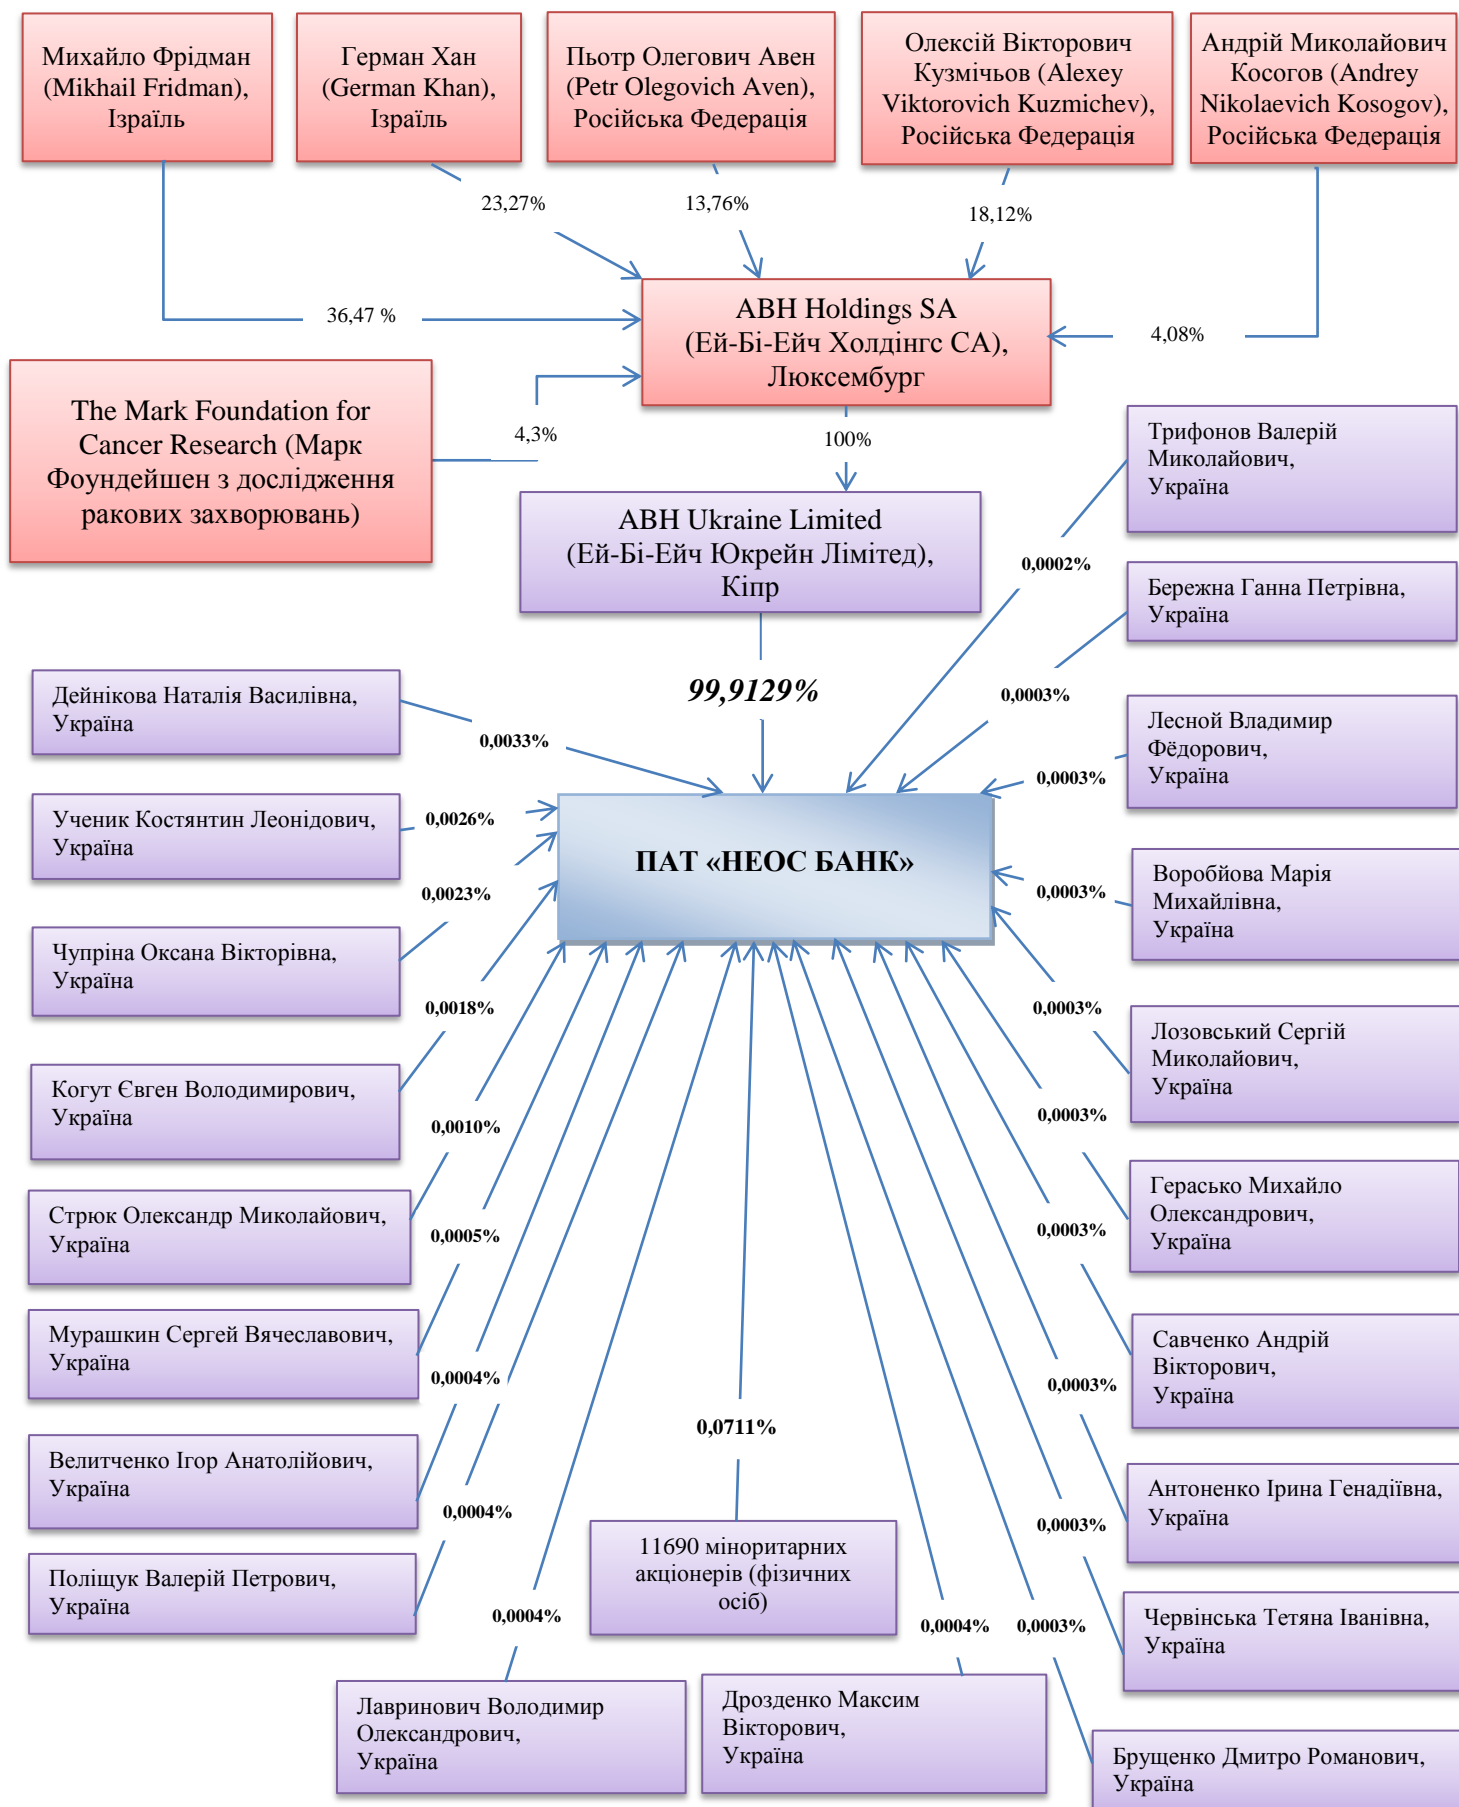 Михайло Фрідман
(Mikhail Fridman),
Ізраїль
Герман Хан
(German Khan),
Ізраїль
Пьотр Олегович Авен
(Petr Olegovich Aven),
Російська Федерація
Олексій Вікторович
Кузмічьов (Alexey
Viktorovich Kuzmichev),
Російська Федерація
Андрій Миколайович
Косогов (Andrey
Nikolaevich Kosogov),
Російська Федерація
23,27%
13,76%
18,12%
36,47 %
4,08%
ABH Holdings SA
(Ей-Бі-Ейч Холдінгс СА),
Люксембург
The Mark Foundation for
Cancer Research (Марк
Фоундейшен з дослідження
ракових захворювань)
4,3%
100%
ABH Ukraine Limited
(Ей-Бі-Ейч Юкрейн Лімітед),
Кіпр
Трифонов Валерій
Миколайович,
Україна
0,0002%
Бережна Ганна Петрівна,
Україна
0,0003%
99,9129%
Дейнікова Наталія Василівна,
Україна
0,0033%
Лесной Владимир
Фёдорович,
Україна
0,0003%
Ученик Костянтин Леонідович,
Україна
0,0026%
ПАТ «НЕОС БАНК»
0,0003%
Воробйова Марія
Михайлівна,
Україна
0,0023%
Чупріна Оксана Вікторівна,
Україна
0,0018%
0,0003%
Лозовський Сергій
Миколайович,
Україна
Когут Євген Володимирович,
Україна
0,0010%
0,0003%
Стрюк Олександр Миколайович,
Україна
0,0005%
0,0003%
Герасько Михайло
Олександрович,
Україна
Мурашкин Сергей Вячеславович,
Україна
0,0004%
0,0003%
Савченко Андрій
Вікторович,
Україна
0,0711%
Велитченко Ігор Анатолійович,
Україна
0,0004%
0,0003%
Антоненко Ірина Генадіївна,
Україна
11690 міноритарних
акціонерів (фізичних
осіб)
Поліщук Валерій Петрович,
Україна
0,0004%
0,0004%
0,0003%
Червінська Тетяна Іванівна,
Україна
Лавринович Володимир
Олександрович,
Україна
Дрозденко Максим
Вікторович,
Україна
Брущенко Дмитро Романович,
Україна